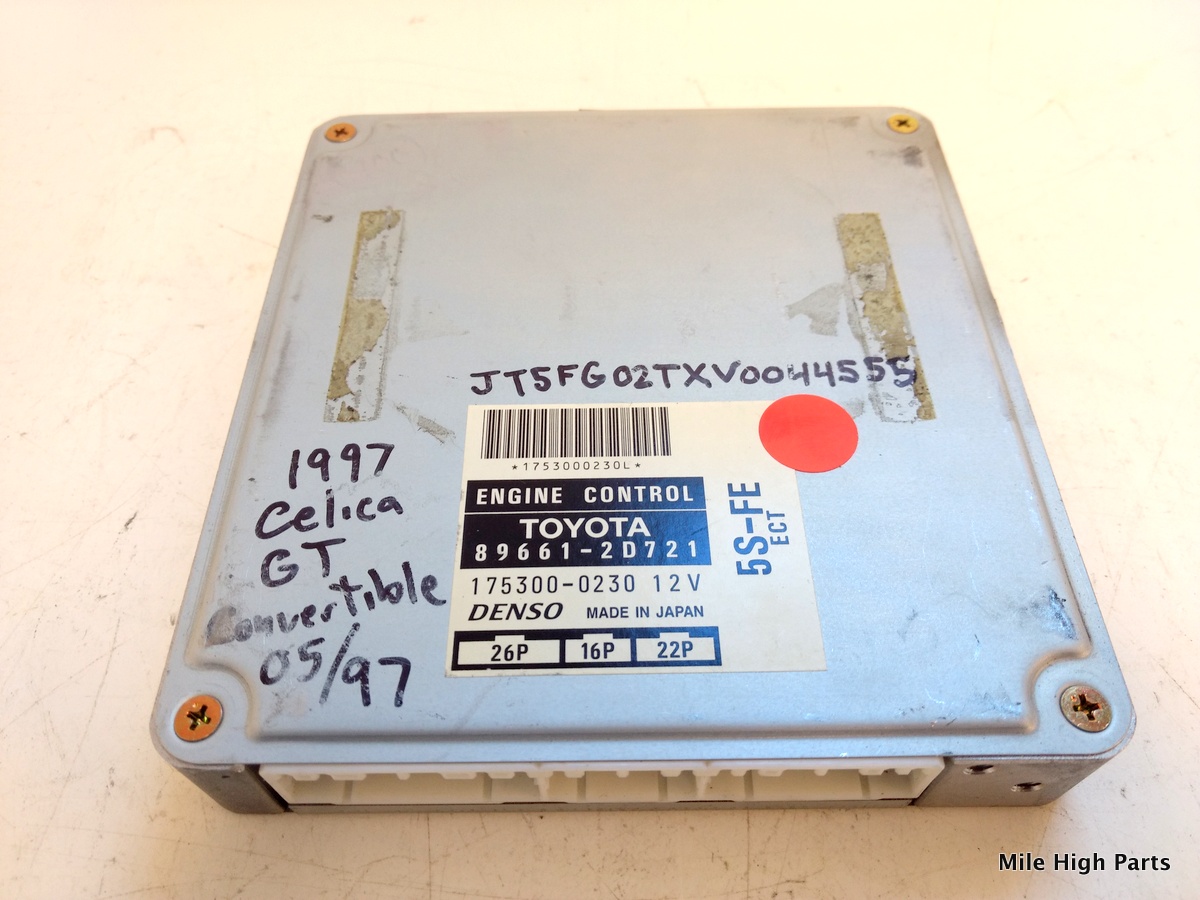 JT5FG02TXV0044555
*1753000230L*
ENGINE CONTROL
TOYOTA
89661-2D721
175300-0230 12V
DENSO MADE IN JAPAN
26P 16P 22P
5S-FE
ECT
1997
Celica
GT
Convertible
05/97
Mile High Parts